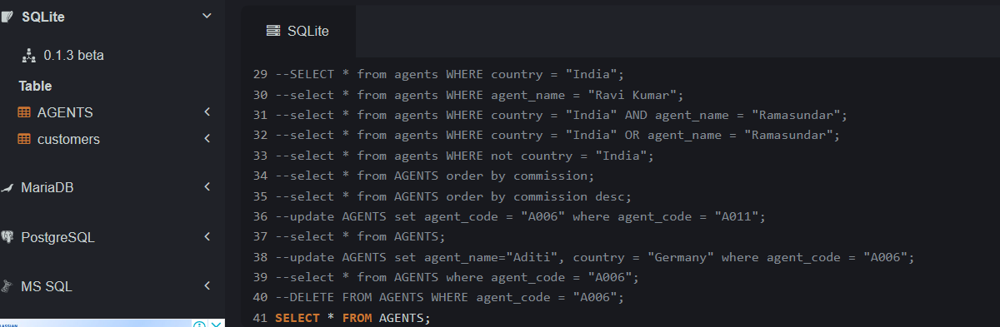 SQLite
0.1.3 beta
Table
AGENTS
customers
MariaDB
PostgreSQL
MS SQL
SQLite
29 --SELECT * from agents WHERE country = "India";
30 --select * from agents WHERE agent_name = "Ravi Kumar";
31 --select * from agents WHERE country = "India" AND agent_name = "Ramasundar";
32 --select * from agents WHERE country = "India" OR agent_name = "Ramasundar";
33 --select * from agents WHERE not country = "India";
34 --select * from AGENTS order by commission;
35 --select * from AGENTS order by commission desc;
36 --update AGENTS set agent_code = "A006" where agent_code = "A011";
37 --select * from AGENTS;
38 --update AGENTS set agent_name="Aditi", country = "Germany" where agent_code = "A006";
39 --select * from AGENTS where agent_code = "A006";
40 --DELETE FROM AGENTS WHERE agent_code = "A006";
41 SELECT * FROM AGENTS;